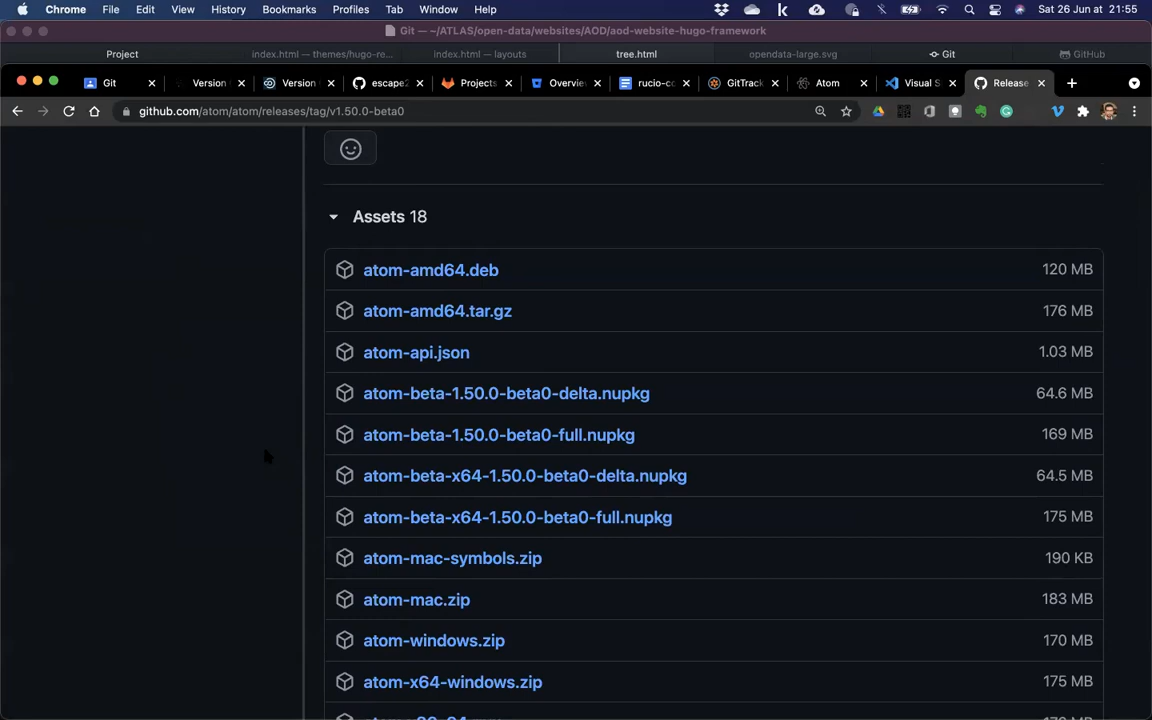 Chrome File Edit View History Bookmarks Profiles Tab Window Help Sat 26 Jun at 21:55
Git — ~/ATLAS/open-data/websites/AOD/aod-website-hugo-framework
Project index.html — themes/hugo-re... index.html — layouts tree.html opendata-large.svg Git GitHub
Git Version Version escape2 Projects Overvie rucio-co GitTrack Atom Visual S Release
github.com/atom/atom/releases/tag/v1.50.0-beta0
Assets 18
atom-amd64.deb 120 MB
atom-amd64.tar.gz 176 MB
atom-api.json 1.03 MB
atom-beta-1.50.0-beta0-delta.nupkg 64.6 MB
atom-beta-1.50.0-beta0-full.nupkg 169 MB
atom-beta-x64-1.50.0-beta0-delta.nupkg 64.5 MB
atom-beta-x64-1.50.0-beta0-full.nupkg 175 MB
atom-mac-symbols.zip 190 KB
atom-mac.zip 183 MB
atom-windows.zip 170 MB
atom-x64-windows.zip 175 MB